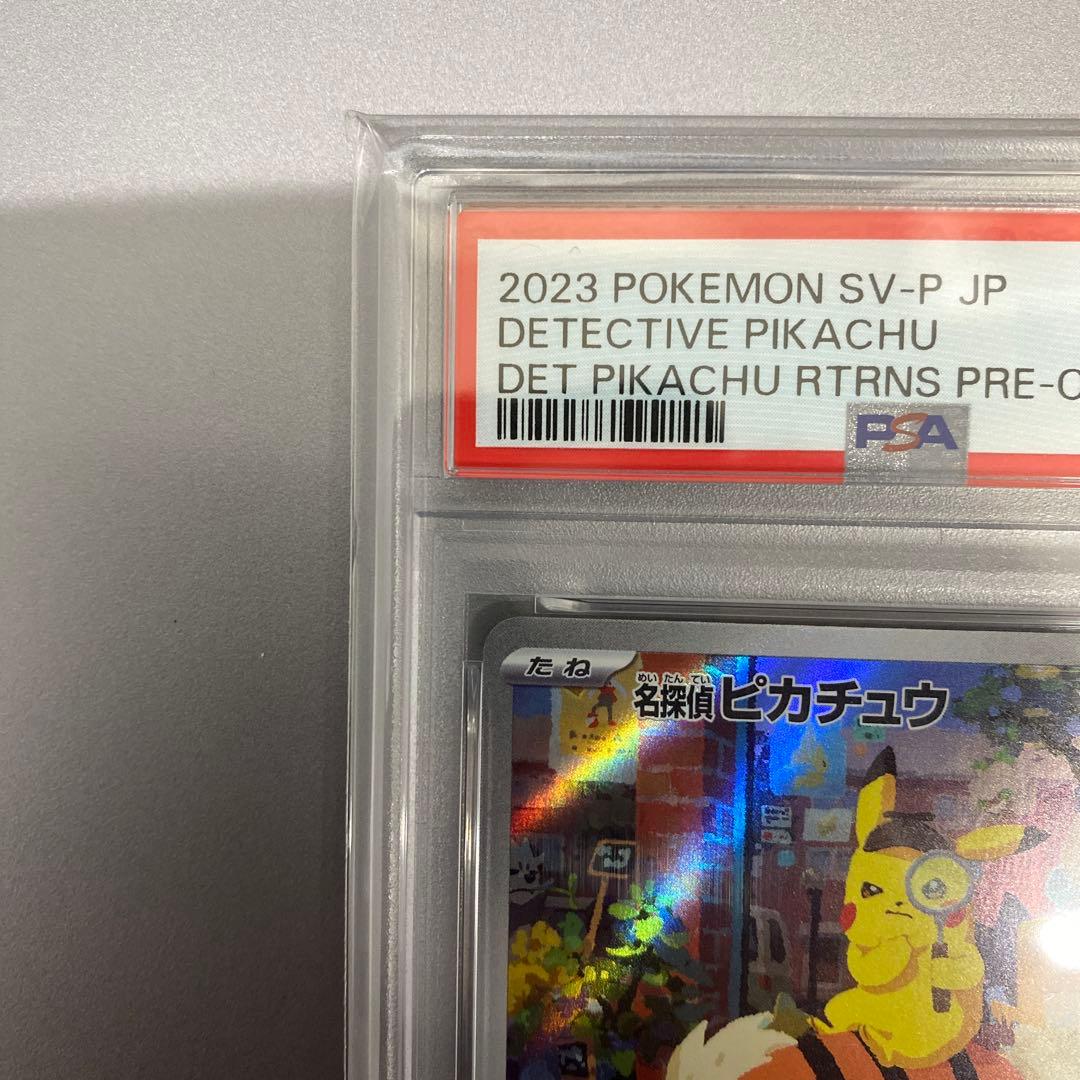 2023 POKEMON SV-P JP
DETECTIVE PIKACHU
DET PIKACHU RTRNS PRE-
PSA
たね
めいたんてい
名探偵ピカチュウ